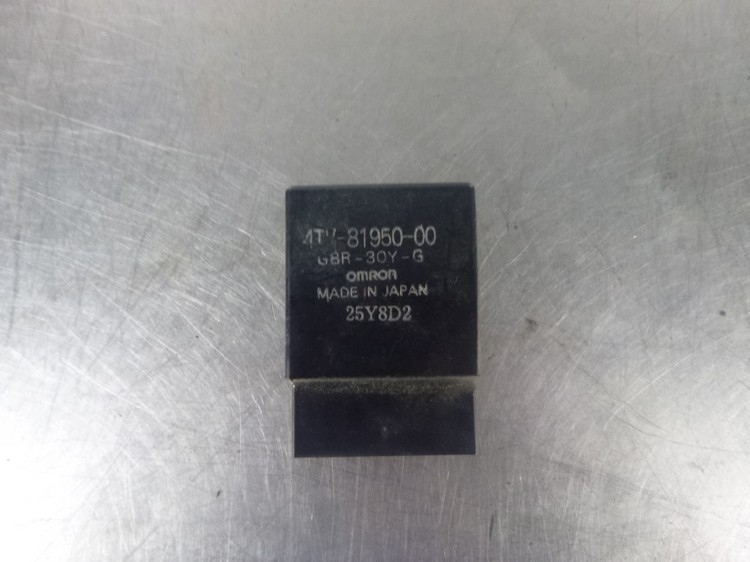 4TV-81950-00
G8R-30Y-G
OMRON
MADE IN JAPAN
25Y8D2